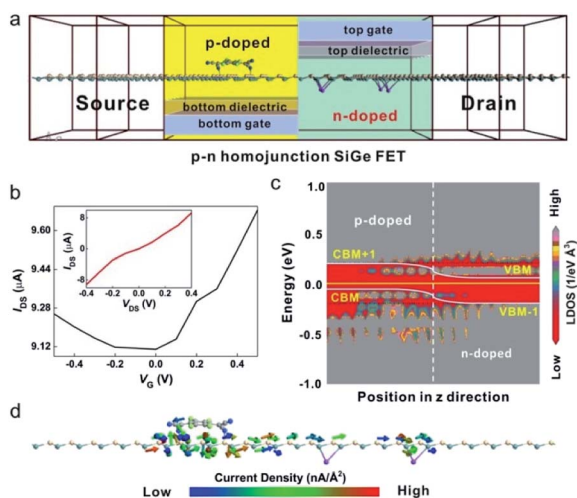 a
p-doped
top gate
top dielectric
Source
bottom dielectric
bottom gate
n-doped
Drain
p-n homojunction SiGe FET
b
I_DS (μA)
9.60
9.44
9.28
9.12
-0.4 -0.2 0.0 0.2 0.4
V_G (V)
I_DS (μA)
8
4
0
-4
-8
-0.4 -0.2 0.0 0.2 0.4
V_DS (V)
c
Energy (eV)
1.0
0.5
0.0
-0.5
-1.0
p-doped
CBM+1
VBM
CBM
VBM-1
n-doped
Position in z direction
High
LDOS (1/eV Å³)
Low
d
Current Density (nA/Å²)
Low High